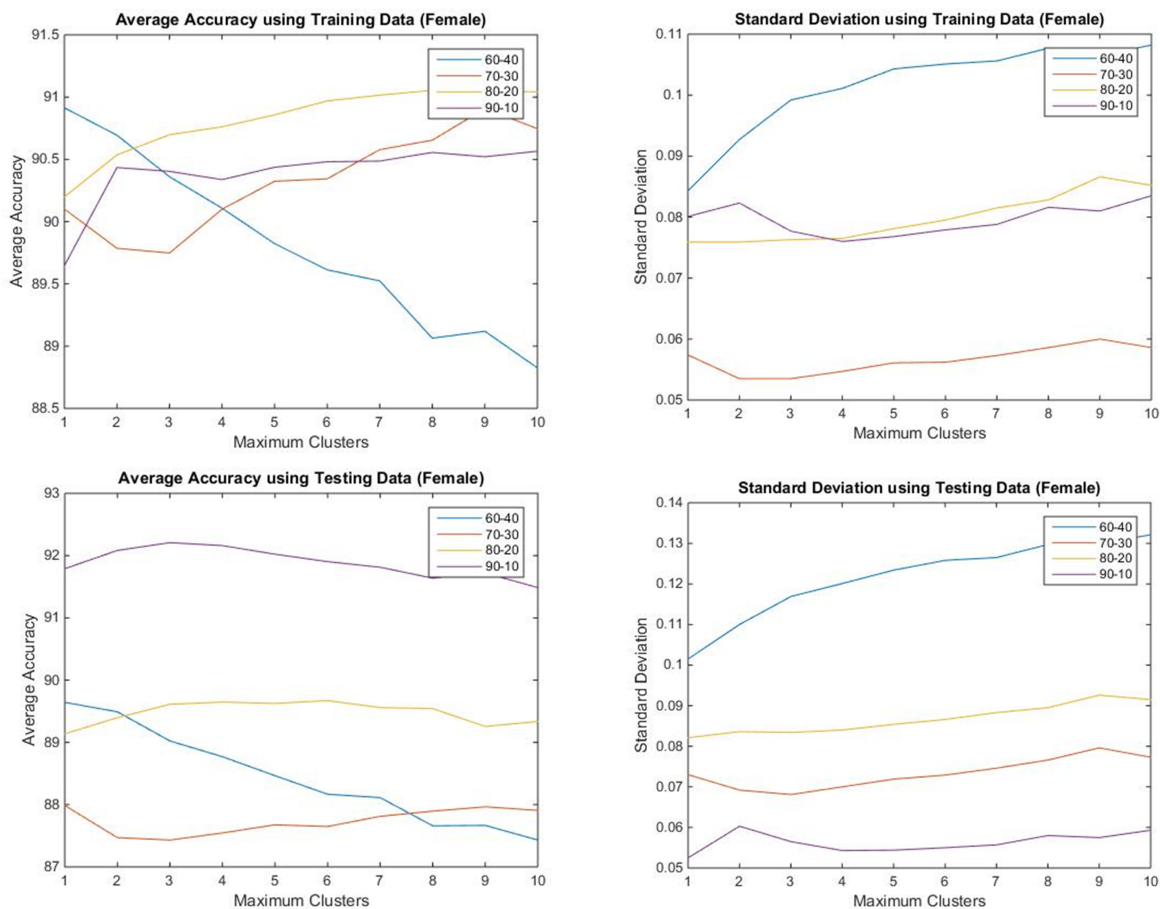 Average Accuracy using Training Data (Female)
91.5
91
90.5
90
89.5
89
88.5
Average Accuracy
1 2 3 4 5 6 7 8 9 10
Maximum Clusters
60-40
70-30
80-20
90-10
Standard Deviation using Training Data (Female)
0.11
0.1
0.09
0.08
0.07
0.06
0.05
Standard Deviation
1 2 3 4 5 6 7 8 9 10
Maximum Clusters
60-40
70-30
80-20
90-10
Average Accuracy using Testing Data (Female)
93
92
91
90
89
88
87
Average Accuracy
1 2 3 4 5 6 7 8 9 10
Maximum Clusters
60-40
70-30
80-20
90-10
Standard Deviation using Testing Data (Female)
0.14
0.13
0.12
0.11
0.1
0.09
0.08
0.07
0.06
0.05
Standard Deviation
1 2 3 4 5 6 7 8 9 10
Maximum Clusters
60-40
70-30
80-20
90-10